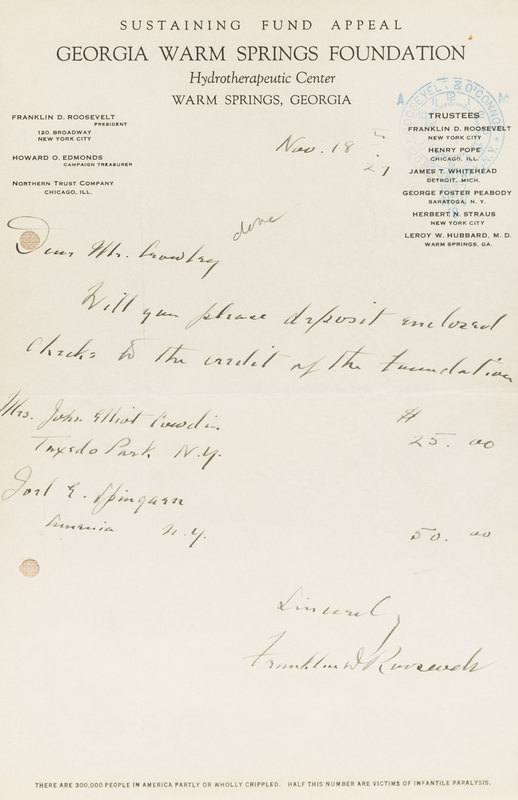 SUSTAINING FUND APPEAL
GEORGIA WARM SPRINGS FOUNDATION
Hydrotherapeutic Center
WARM SPRINGS, GEORGIA
FRANKLIN D. ROOSEVELT
PRESIDENT
120 BROADWAY
NEW YORK CITY
HOWARD O. EDMONDS
CAMPAIGN TREASURER
NORTHERN TRUST COMPANY
CHICAGO, ILL.
TRUSTEES
FRANKLIN D. ROOSEVELT
NEW YORK CITY
HENRY POPE
CHICAGO, ILL.
JAMES T. WHITEHEAD
DETROIT, MICH.
GEORGE FOSTER PEABODY
SARATOGA, N. Y.
HERBERT N. STRAUS
NEW YORK CITY
LEROY W. HUBBARD, M. D.
WARM SPRINGS, GA.
ROOSEVELT & O'CONNOR
A M
Nov. 18
done
Dear Mr. Crowley
Will you please deposit enclosed
checks to the credit of the Foundation
Mrs. John Elliot Cowdin $
Tuxedo Park N.Y. 25.00
Joel E. Spingarn
Amenia N.Y. 50.00
Sincerely
Franklin D Roosevelt
THERE ARE 300,000 PEOPLE IN AMERICA PARTLY OR WHOLLY CRIPPLED. HALF THIS NUMBER ARE VICTIMS OF INFANTILE PARALYSIS.